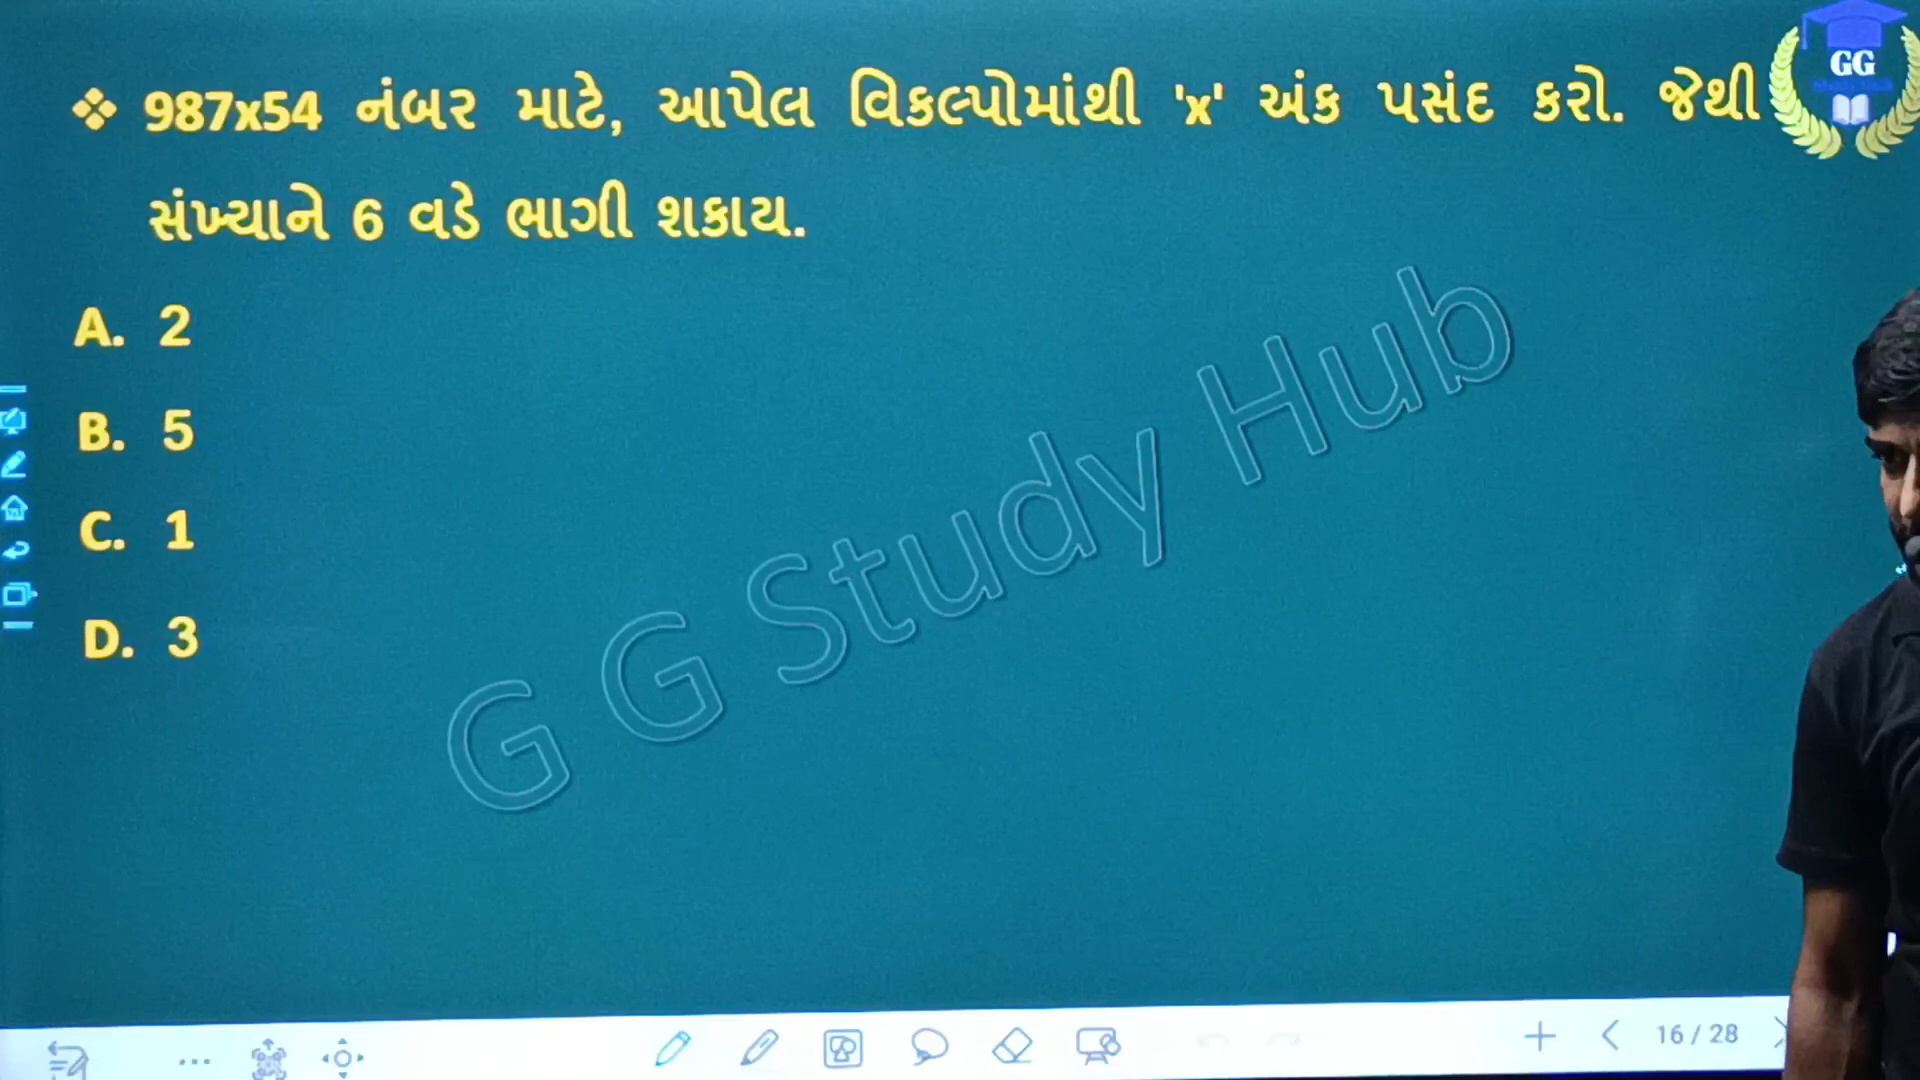 GG
❖ 987x54 નંબર માટે, આપેલ વિકલ્પોમાંથી 'x' અંક પસંદ કરો. જેથી
સંખ્યાને 6 વડે ભાગી શકાય.
A. 2
B. 5
C. 1
D. 3
G G Study Hub
16 / 28